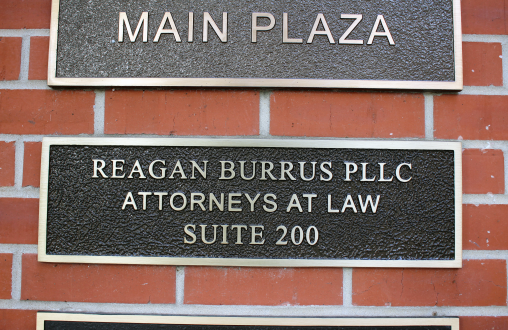 MAIN PLAZA
REAGAN BURRUS PLLC
ATTORNEYS AT LAW
SUITE 200